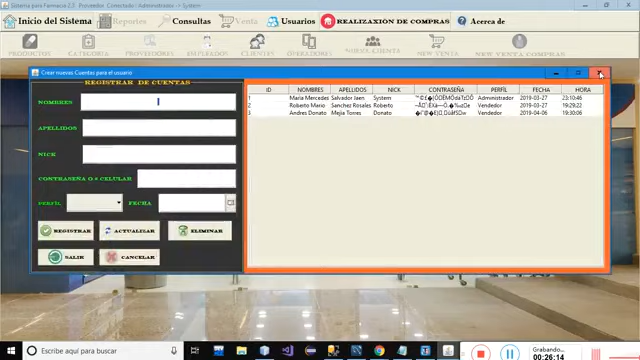 Sistema para Farmacia 2.0 Proveedor Conectado : Administrador -> System
Inicio del Sistema Reportes Consultas Venta Usuarios REALIZAXIÓN DE COMPRAS Acerca de
PRODUCTOS CATEGORIA PROVEEDORES EMPLEADOS CLIENTES OPERADORES NUEVA CUENTA VENTA NEW VENTA COMPRAS
Crear nuevas Cuentas para el usuario
REGISTRAR DE CUENTAS
NOMBRES
APELLIDOS
NICK
CONTRASEÑA O # CELULAR
PERFIL FECHA
REGISTRAR ACTUALIZAR ELIMINAR
SALIR CANCELAR
ID NOMBRES APELLIDOS NICK CONTRASEÑA PERFIL FECHA HORA
1 Maria Mercedes Salvador Jaen System Administrador 2019-03-27 23:10:46
2 Roberto Mario Sanchez Rosales Roberto Vendedor 2019-03-27 19:29:22
3 Andres Donato Mejia Torres Donato Vendedor 2019-04-06 19:30:06
Escribe aquí para buscar
Grabando...
00:26:14